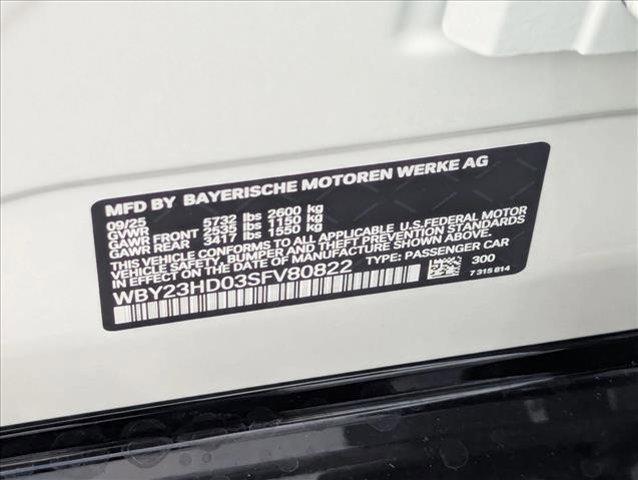 MFD BY BAYERISCHE MOTOREN WERKE AG
09/25
GVWR 5732 lbs 2600 kg
GAWR FRONT 2535 lbs 1150 kg
GAWR REAR 3417 lbs 1550 kg
THIS VEHICLE CONFORMS TO ALL APPLICABLE U.S. FEDERAL MOTOR
VEHICLE SAFETY, BUMPER AND THEFT PREVENTION STANDARDS
IN EFFECT ON THE DATE OF MANUFACTURE SHOWN ABOVE.
WBY23HD03SFV80822 TYPE: PASSENGER CAR
300
7 315 814